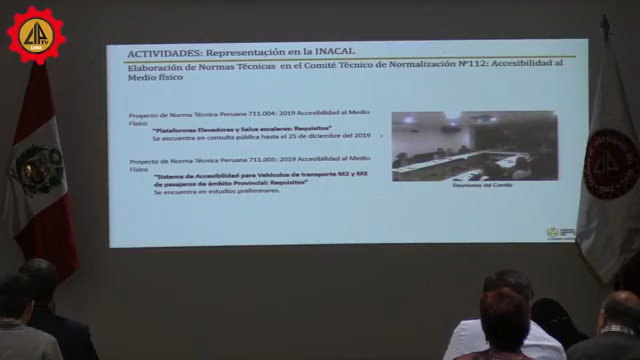 CIP TV
LIMA
ACTIVIDADES: Representación en la INACAL
Elaboración de Normas Técnicas en el Comité Técnico de Normalización N°112: Accesibilidad al
Medio físico
Proyecto de Norma Técnica Peruana 711.004: 2019 Accesibilidad al Medio
Físico
"Plataformas Elevadoras y Salva escaleras: Requisitos"
Se encuentra en consulta pública hasta el 25 de diciembre del 2019
Proyecto de Norma Técnica Peruana 711.005: 2019 Accesibilidad al Medio
Físico
"Sistema de Accesibilidad para Vehículos de transporte M2 y M3
de pasajeros de ámbito Provincial: Requisitos"
Se encuentra en estudios preliminares.
Reuniones del Comité